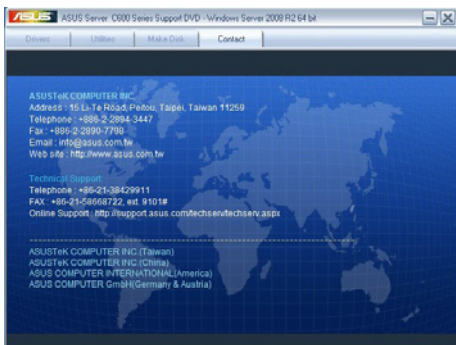 ASUS ASUS Server C600 Series Support DVD - Windows Server 2008 R2 64 bit
Drivers Utilities Make Disk Contact
ASUSTeK COMPUTER INC.
Address : 15 Li-Te Road, Peitou, Taipei, Taiwan 11259
Telephone : +886-2-2894-3447
Fax : +886-2-2890-7798
Email : info@asus.com.tw
Web site : http://www.asus.com.tw
Technical Support
Telephone : +86-21-38429911
FAX : +86-21-58668722, ext. 9101#
Online Support : http://support.asus.com/techserv/techserv.aspx
ASUSTeK COMPUTER INC.(Taiwan)
ASUSTeK COMPUTER INC.(China)
ASUS COMPUTER INTERNATIONAL(America)
ASUS COMPUTER GmbH(Germany & Austria)